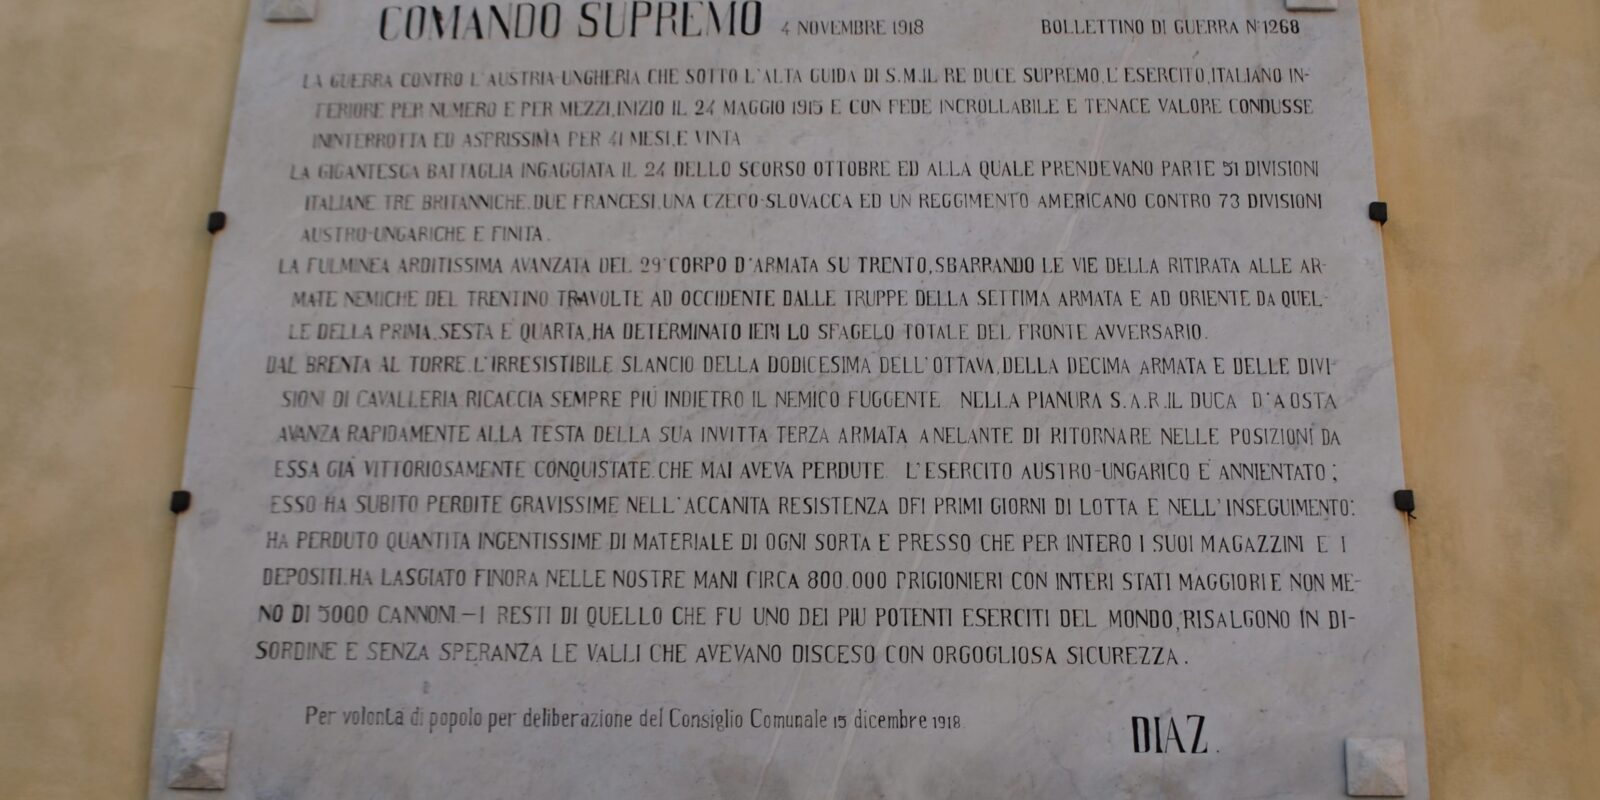 COMANDO SUPREMO 4 NOVEMBRE 1918 BOLLETTINO DI GUERRA N° 1268
LA GUERRA CONTRO L'AUSTRIA-UNGHERIA CHE SOTTO L'ALTA GUIDA DI S.M.IL RE DUCE SUPREMO, L'ESERCITO, ITALIANO IN-
FERIORE PER NUMERO E PER MEZZI, INIZIO IL 24 MAGGIO 1915 E CON FEDE INCROLLABILE E TENACE VALORE CONDUSSE
ININTERROTTA ED ASPRISSIMA PER 41 MESI, E VINTA
LA GIGANTESCA BATTAGLIA INGAGGIATA IL 24 DELLO SCORSO OTTOBRE ED ALLA QUALE PRENDEVANO PARTE 51 DIVISIONI
ITALIANE TRE BRITANNICHE, DUE FRANCESI, UNA CZECO-SLOVACCA ED UN REGGIMENTO AMERICANO CONTRO 73 DIVISIONI
AUSTRO-UNGARICHE E FINITA.
LA FULMINEA ARDITISSIMA AVANZATA DEL 29° CORPO D'ARMATA SU TRENTO, SBARRANDO LE VIE DELLA RITIRATA ALLE AR-
MATE NEMICHE DEL TRENTINO TRAVOLTE AD OCCIDENTE DALLE TRUPPE DELLA SETTIMA ARMATA E AD ORIENTE DA QUEL-
LE DELLA PRIMA, SESTA E QUARTA, HA DETERMINATO IERI LO SFAGELO TOTALE DEL FRONTE AVVERSARIO.
DAL BRENTA AL TORRE L'IRRESISTIBILE SLANCIO DELLA DODICESIMA DELL'OTTAVA, DELLA DECIMA ARMATA E DELLE DIVI-
SIONI DI CAVALLERIA RICACCIA SEMPRE PIU INDIETRO IL NEMICO FUGGENTE NELLA PIANURA S.A.R.IL DUCA D'AOSTA
AVANZA RAPIDAMENTE ALLA TESTA DELLA SUA INVITTA TERZA ARMATA ANELANTE DI RITORNARE NELLE POSIZIONI DA
ESSA GIÀ VITTORIOSAMENTE CONQUISTATE, CHE MAI AVEVA PERDUTE L'ESERCITO AUSTRO-UNGARICO E' ANNIENTATO;
ESSO HA SUBITO PERDITE GRAVISSIME NELL'ACCANITA RESISTENZA DEI PRIMI GIORNI DI LOTTA E NELL'INSEGUIMENTO:
HA PERDUTO QUANTITA INGENTISSIME DI MATERIALE DI OGNI SORTA E PRESSO CHE PER INTERO I SUOI MAGAZZINI E I
DEPOSITI. HA LASCIATO FINORA NELLE NOSTRE MANI CIRCA 800.000 PRIGIONIERI CON INTERI STATI MAGGIORI E NON ME-
NO DI 5000 CANNONI.-I RESTI DI QUELLO CHE FU UNO DEI PIU POTENTI ESERCITI DEL MONDO, RISALGONO IN DI-
SORDINE E SENZA SPERANZA LE VALLI CHE AVEVANO DISCESO CON ORGOGLIOSA SICUREZZA.
Per volontà di popolo per deliberazione del Consiglio Comunale 15 dicembre 1918.
DIAZ.